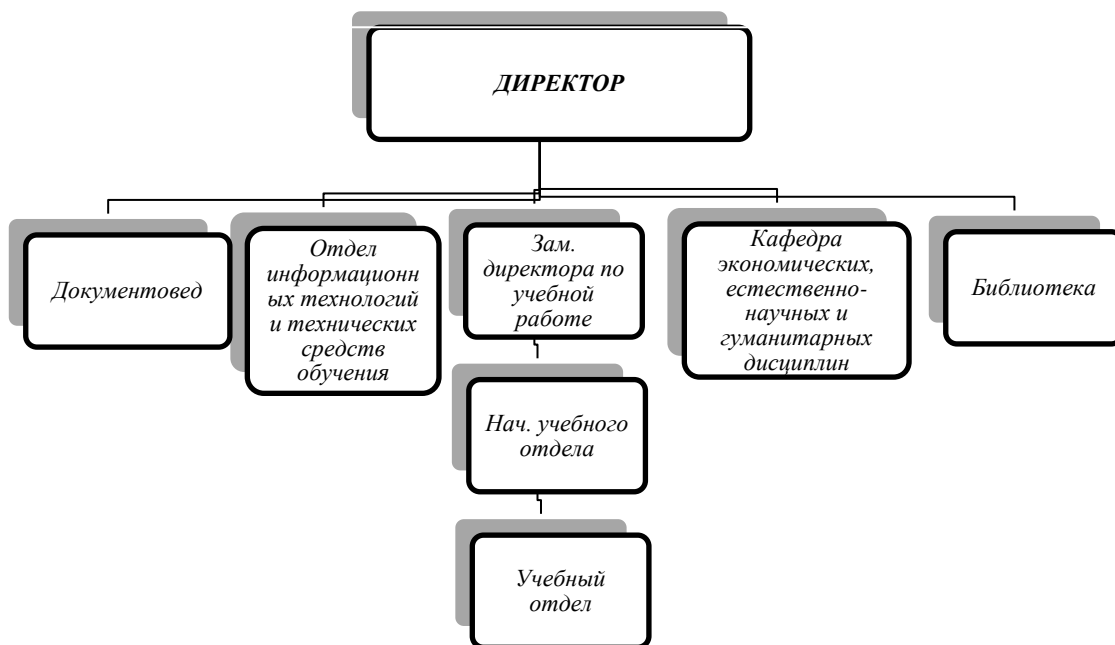 ДИРЕКТОР
Документовед
Отдел
информационн
ых технологий
и технических
средств
обучения
Зам.
директора по
учебной
работе
Кафедра
экономических,
естественно-
научных и
гуманитарных
дисциплин
Библиотека
Нач. учебного
отдела
Учебный
отдел